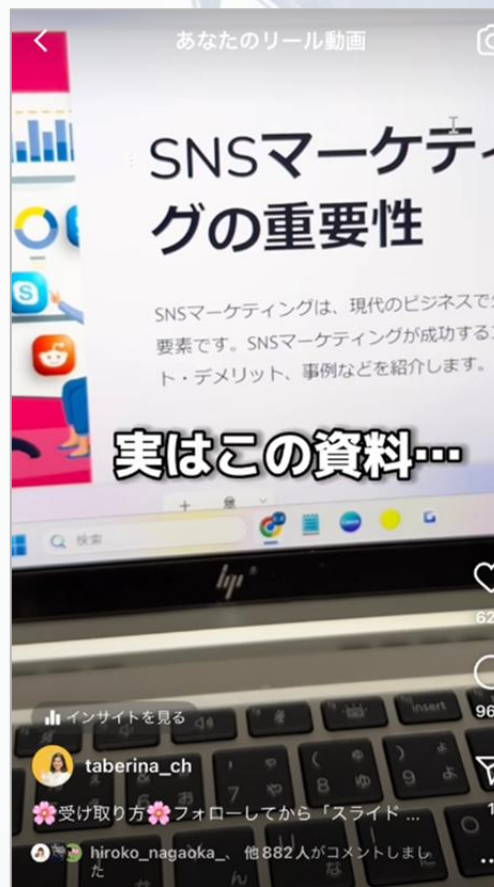 あなたのリール動画
SNSマーケティ
グの重要性
SNSマーケティングは、現代のビジネスで
要素です。SNSマーケティングが成功する
ト・デメリット、事例などを紹介します。
実はこの資料…
検索
hp
insert
62
96
インサイトを見る
taberina_ch
🌸受け取り方🌸フォローしてから「スライド ...
hiroko_nagaoka_、他882人がコメントしまし
た